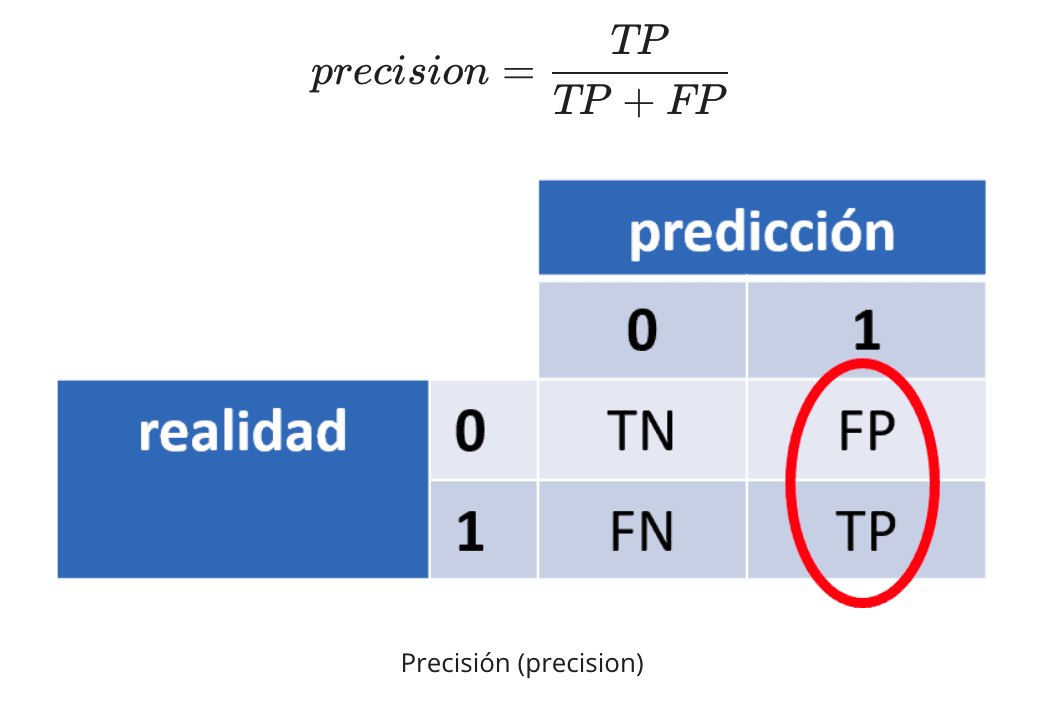 precision = TP / (TP + FP)
predicción
0 1
realidad 0 TN FP
1 FN TP
Precisión (precision)